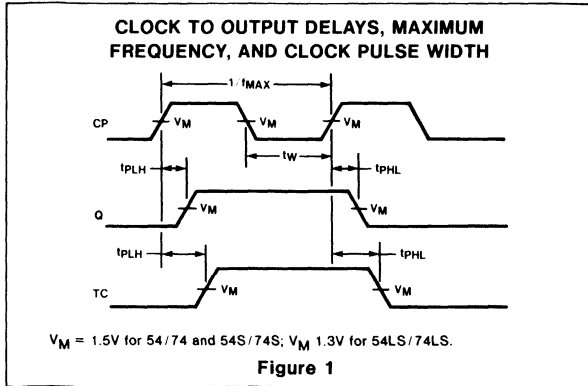 CLOCK TO OUTPUT DELAYS, MAXIMUM
FREQUENCY, AND CLOCK PULSE WIDTH
1/fMAX
CP
VM
VM
VM
tW
tPLH
tPHL
Q
VM
VM
tPLH
tPHL
TC
VM
VM
VM = 1.5V for 54/74 and 54S/74S; VM 1.3V for 54LS/74LS.
Figure 1